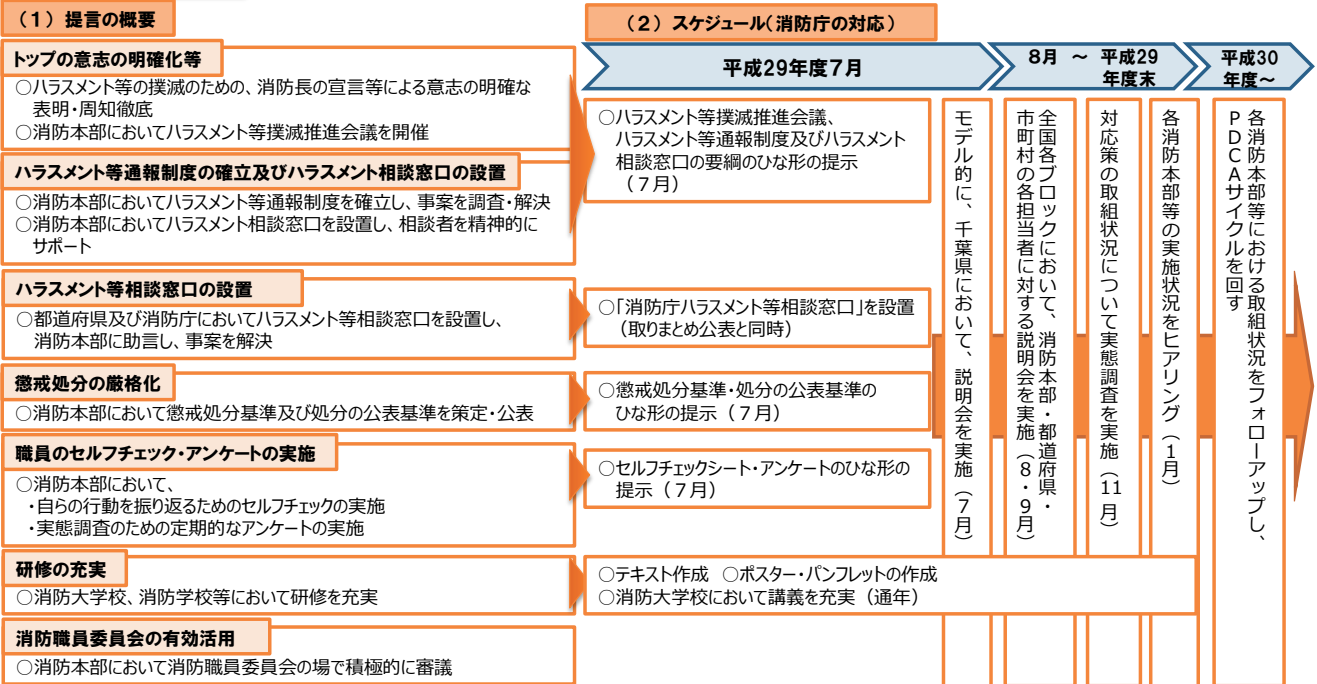 (1) 提言の概要
トップの意志の明確化等
○ハラスメント等の撲滅のための、消防長の宣言等による意志の明確な
表明・周知徹底
○消防本部においてハラスメント等撲滅推進会議を開催
ハラスメント等通報制度の確立及びハラスメント相談窓口の設置
○消防本部においてハラスメント等通報制度を確立し、事案を調査・解決
○消防本部においてハラスメント相談窓口を設置し、相談者を精神的に
サポート
ハラスメント等相談窓口の設置
○都道府県及び消防庁においてハラスメント等相談窓口を設置し、
消防本部に助言し、事案を解決
懲戒処分の厳格化
○消防本部において懲戒処分基準及び処分の公表基準を策定・公表
職員のセルフチェック・アンケートの実施
○消防本部において、
・自らの行動を振り返るためのセルフチェックの実施
・実態調査のための定期的なアンケートの実施
研修の充実
○消防大学校、消防学校等において研修を充実
消防職員委員会の有効活用
○消防本部において消防職員委員会の場で積極的に審議
(2) スケジュール(消防庁の対応)
平成29年度7月
8月 ~ 平成29
年度末
平成30
年度~
○ハラスメント等撲滅推進会議、
ハラスメント等通報制度及びハラスメント
相談窓口の要綱のひな形の提示
(7月)
○「消防庁ハラスメント等相談窓口」を設置
(取りまとめ公表と同時)
○懲戒処分基準・処分の公表基準の
ひな形の提示(7月)
○セルフチェックシート・アンケートのひな形の
提示(7月)
○テキスト作成 ○ポスター・パンフレットの作成
○消防大学校において講義を充実(通年)
モデル的に、千葉県において、説明会を実施(7月)
全国各ブロックにおいて、消防本部・都道府県・
市町村の各担当者に対する説明会を実施(8・9月)
対応策の取組状況について実態調査を実施(11月)
各消防本部等の実施状況をヒアリング(1月)
各消防本部等における取組状況をフォローアップし、
PDCAサイクルを回す